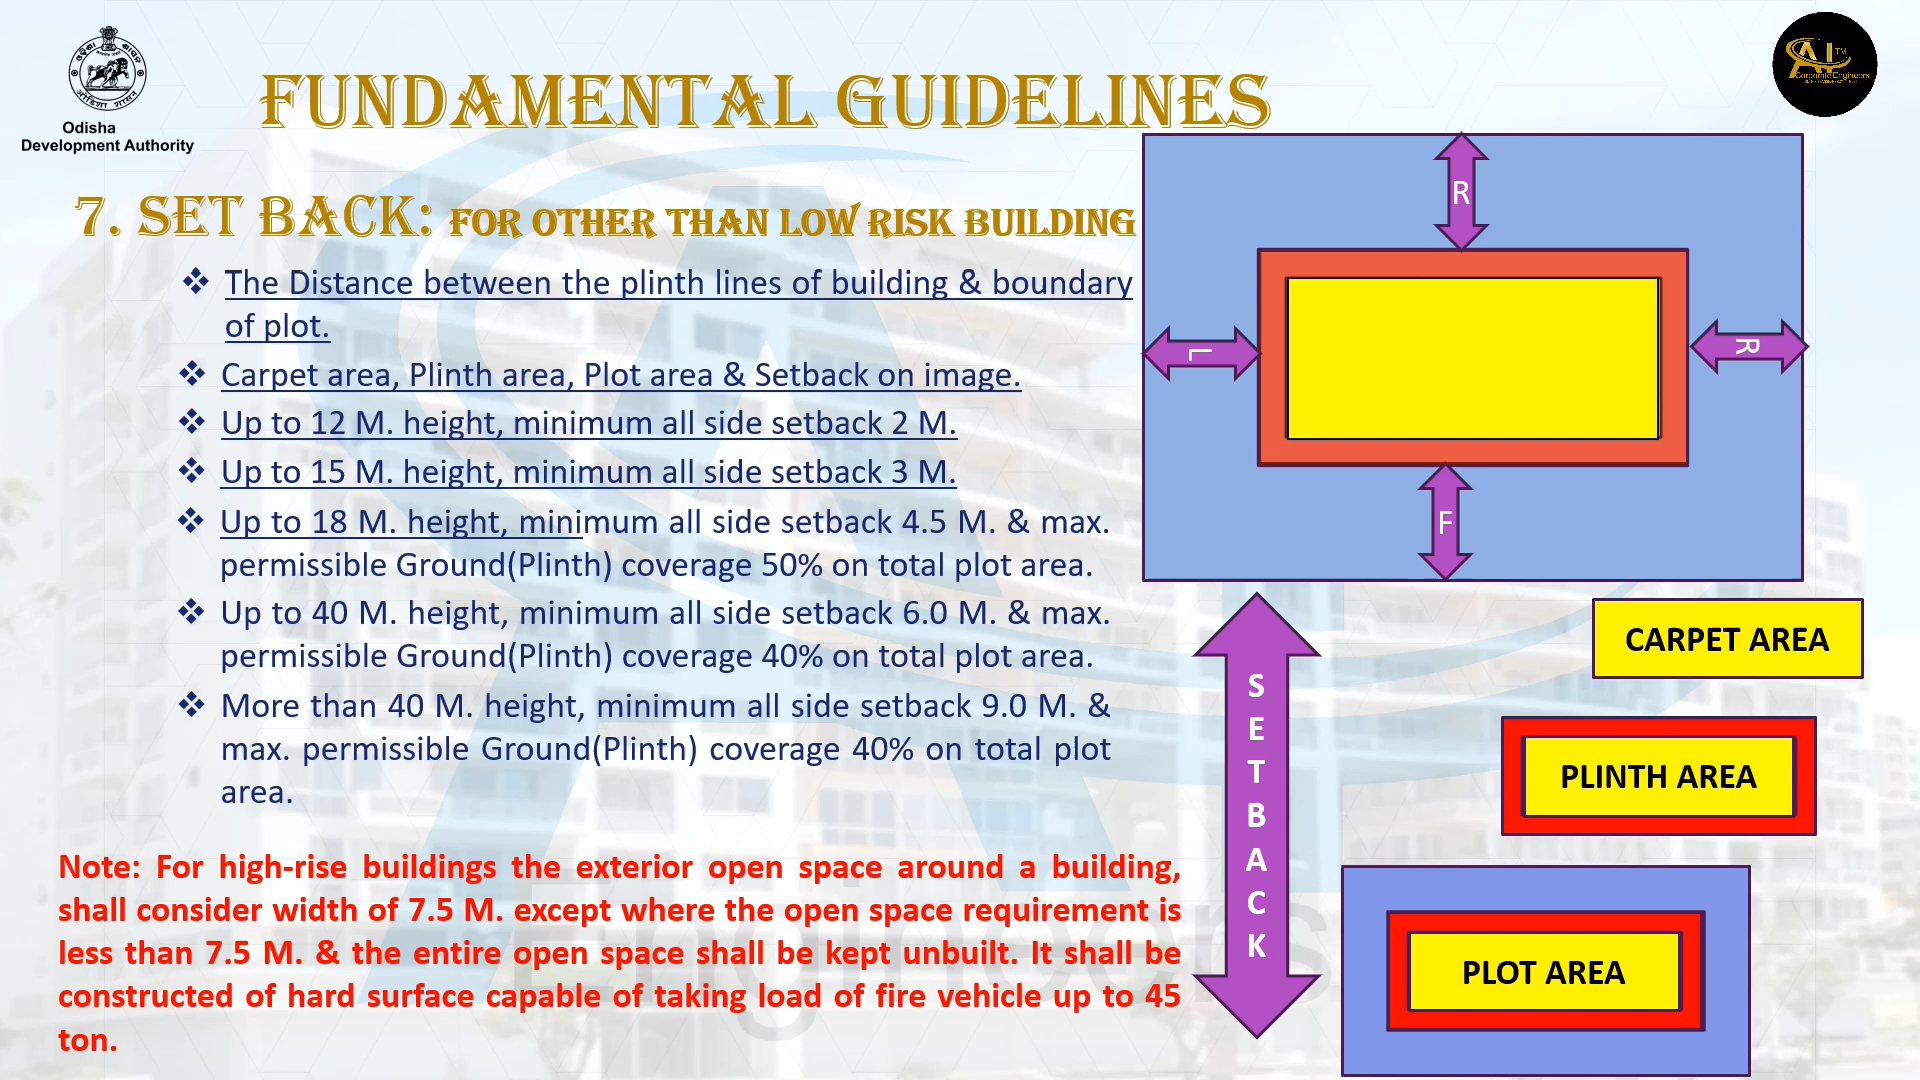 Odisha
Development Authority
FUNDAMENTAL GUIDELINES
7. SET BACK: FOR OTHER THAN LOW RISK BUILDING
❖ The Distance between the plinth lines of building & boundary
of plot.
❖ Carpet area, Plinth area, Plot area & Setback on image.
❖ Up to 12 M. height, minimum all side setback 2 M.
❖ Up to 15 M. height, minimum all side setback 3 M.
❖ Up to 18 M. height, minimum all side setback 4.5 M. & max.
permissible Ground(Plinth) coverage 50% on total plot area.
❖ Up to 40 M. height, minimum all side setback 6.0 M. & max.
permissible Ground(Plinth) coverage 40% on total plot area.
❖ More than 40 M. height, minimum all side setback 9.0 M. &
max. permissible Ground(Plinth) coverage 40% on total plot
area.
Note: For high-rise buildings the exterior open space around a building,
shall consider width of 7.5 M. except where the open space requirement is
less than 7.5 M. & the entire open space shall be kept unbuilt. It shall be
constructed of hard surface capable of taking load of fire vehicle up to 45
ton.
R
L
R
F
SETBACK
CARPET AREA
PLINTH AREA
PLOT AREA
Engineers
AI TM
Corporate Engineers